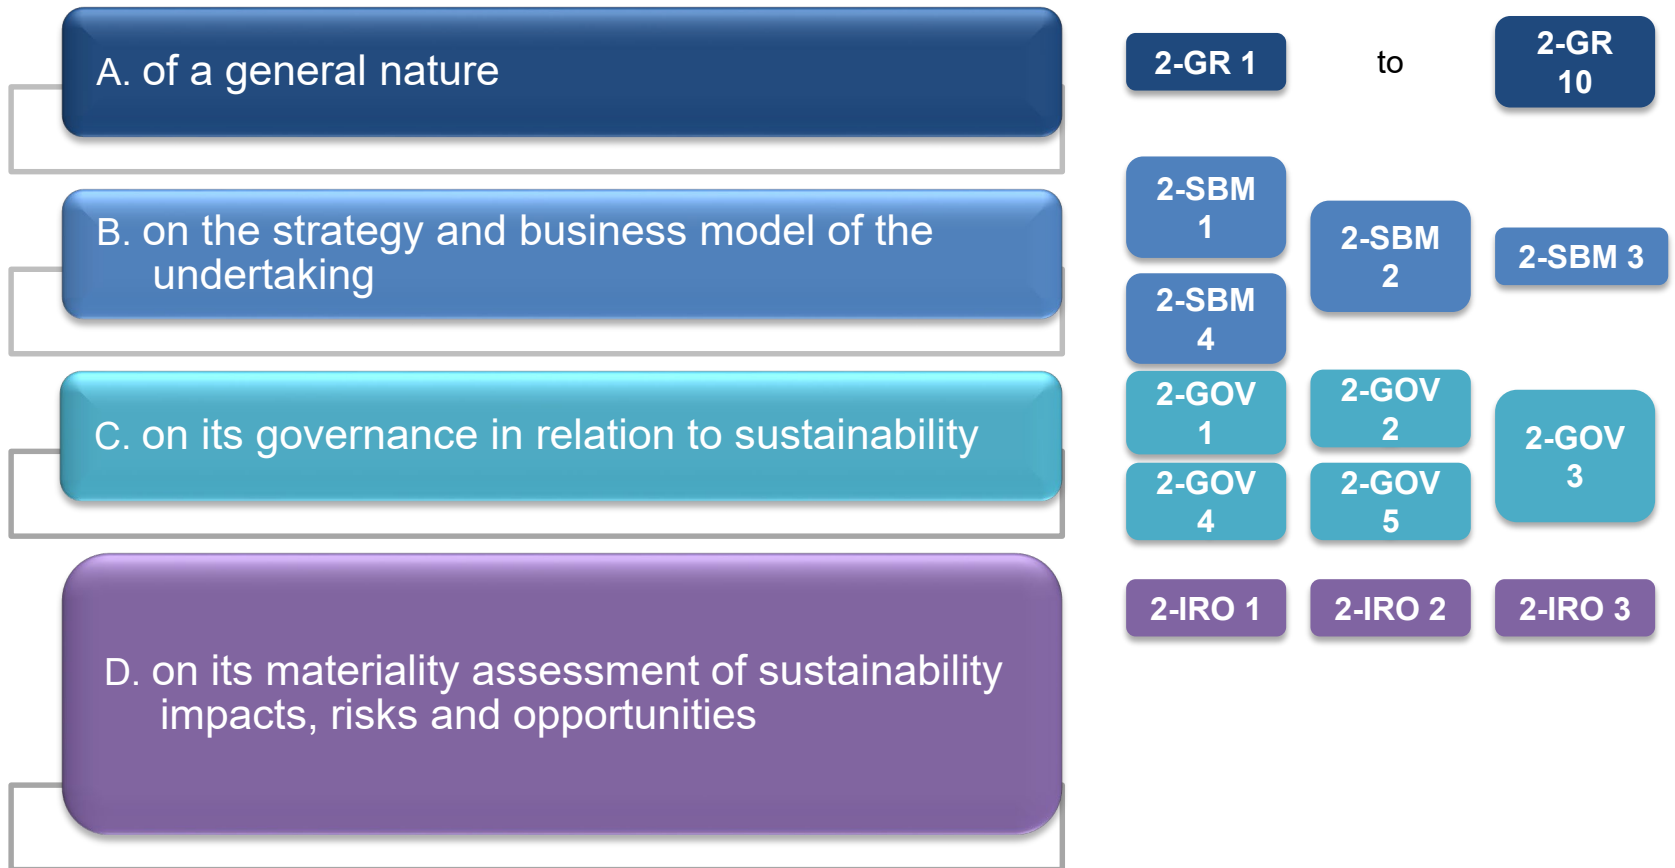 A. of a general nature
2-GR 1
to
2-GR
10
B. on the strategy and business model of the
undertaking
2-SBM
1
2-SBM
2
2-SBM 3
2-SBM
4
C. on its governance in relation to sustainability
2-GOV
1
2-GOV
2
2-GOV
3
2-GOV
4
2-GOV
5
D. on its materiality assessment of sustainability
impacts, risks and opportunities
2-IRO 1
2-IRO 2
2-IRO 3